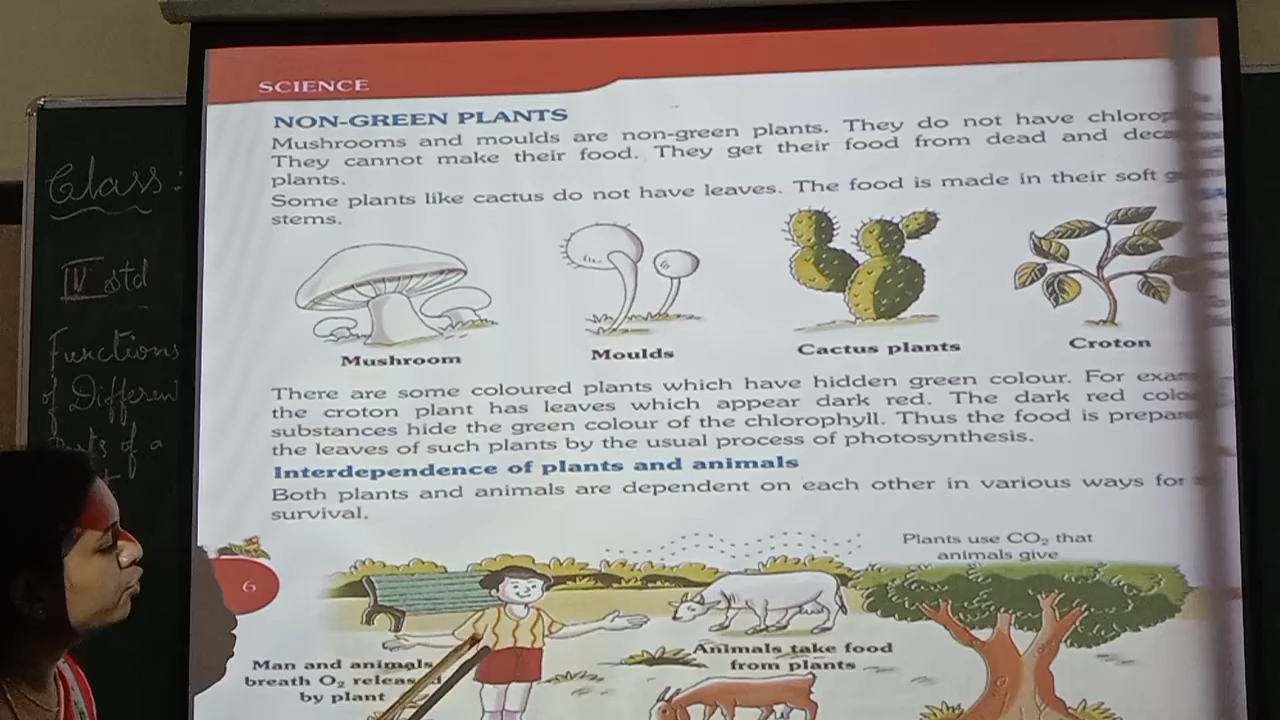 Class:
IV std
Functions
of Different
of a
SCIENCE
NON-GREEN PLANTS
Mushrooms and moulds are non-green plants. They do not have
They cannot make their food. They get their food from dead and
plants.
Some plants like cactus do not have leaves. The food is made in their soft
stems.
Mushroom
Moulds
Cactus plants
Croton
There are some coloured plants which have hidden green colour. For
the croton plant has leaves which appear dark red. The dark red
substances hide the green colour of the chlorophyll. Thus the food is
the leaves of such plants by the usual process of photosynthesis.
Interdependence of plants and animals
Both plants and animals are dependent on each other in various ways for
survival.
Plants use CO₂ that
animals give
6
Animals take food
from plants
Man and animals
breath O₂
by plant